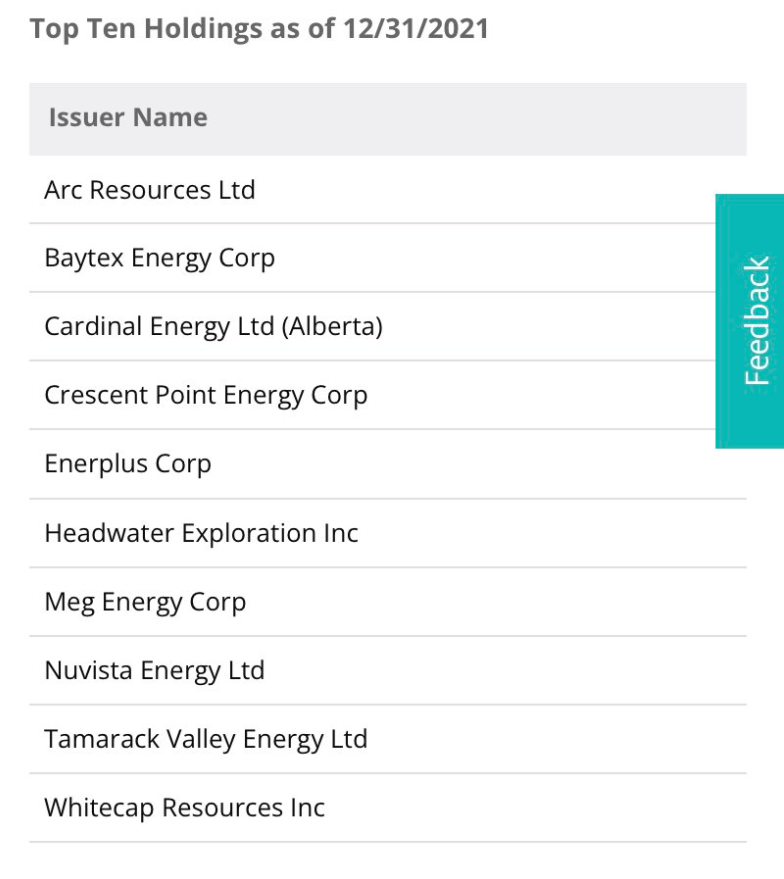 Top Ten Holdings as of 12/31/2021
Issuer Name
Arc Resources Ltd
Baytex Energy Corp
Cardinal Energy Ltd (Alberta)
Crescent Point Energy Corp
Enerplus Corp
Headwater Exploration Inc
Meg Energy Corp
Nuvista Energy Ltd
Tamarack Valley Energy Ltd
Whitecap Resources Inc
Feedback